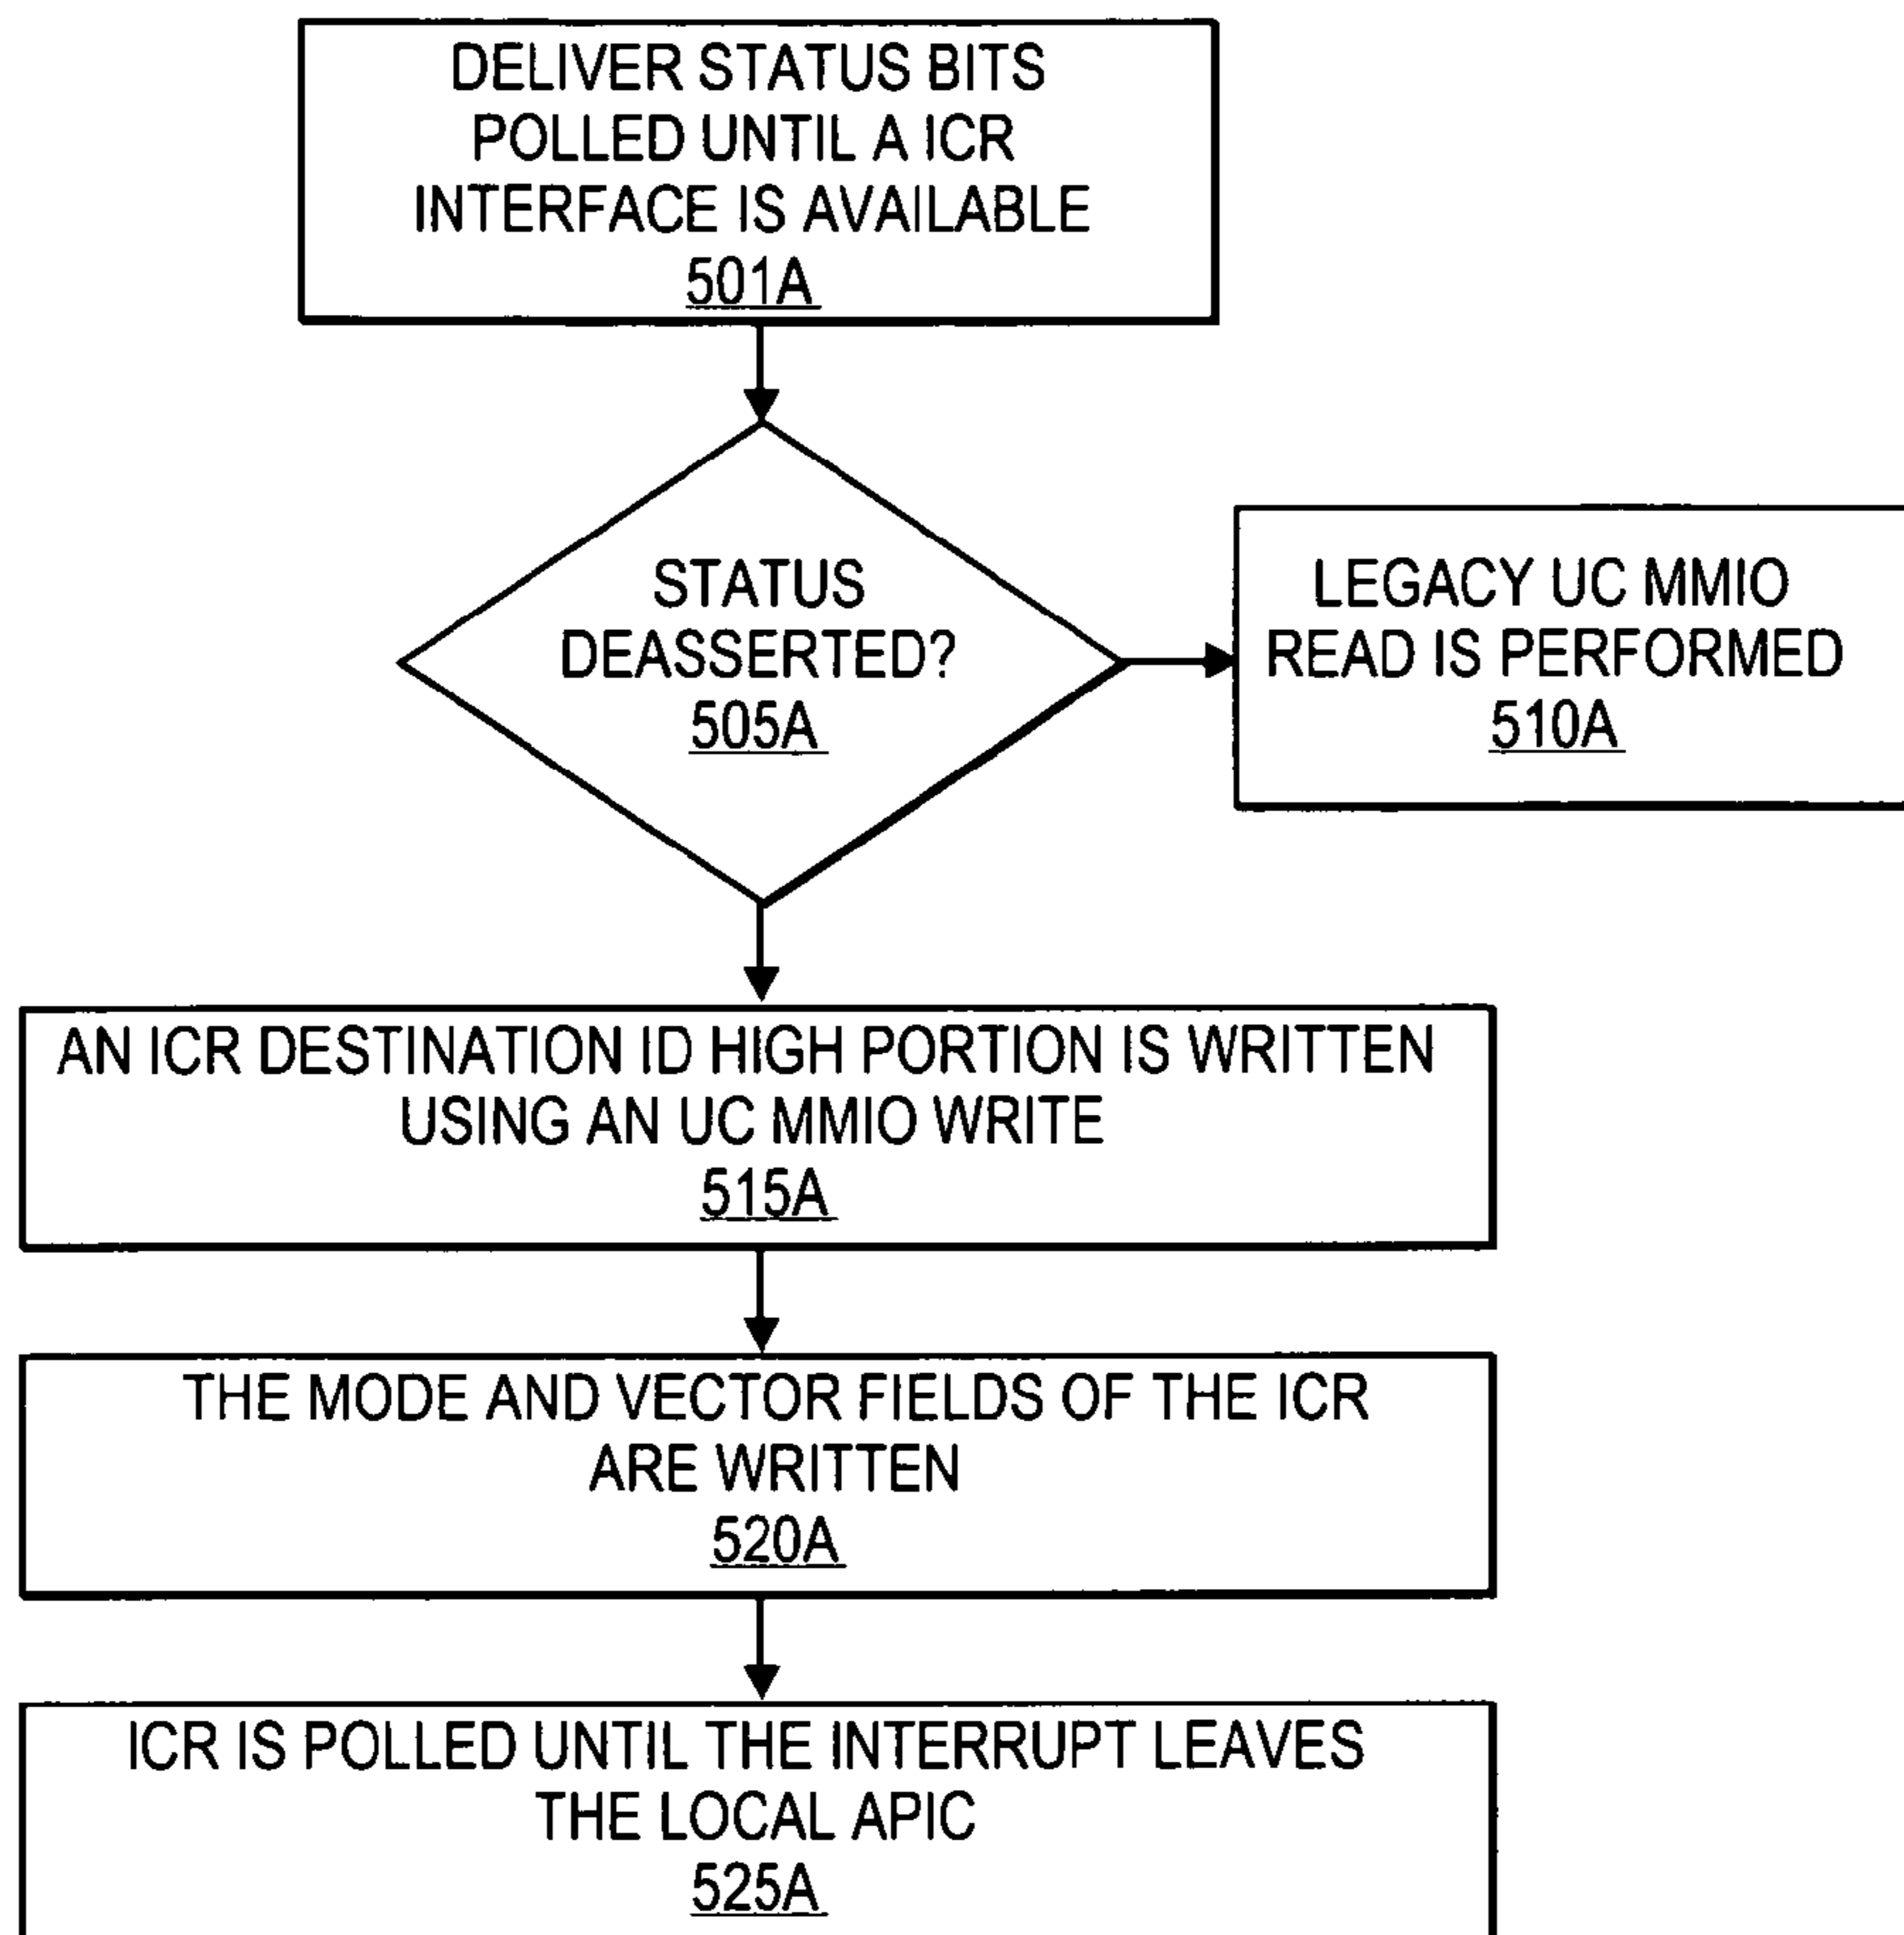 DELIVER STATUS BITS
POLLED UNTIL A ICR
INTERFACE IS AVAILABLE
501A
STATUS
DEASSERTED?
505A
LEGACY UC MMIO
READ IS PERFORMED
510A
AN ICR DESTINATION ID HIGH PORTION IS WRITTEN
USING AN UC MMIO WRITE
515A
THE MODE AND VECTOR FIELDS OF THE ICR
ARE WRITTEN
520A
ICR IS POLLED UNTIL THE INTERRUPT LEAVES
THE LOCAL APIC
525A